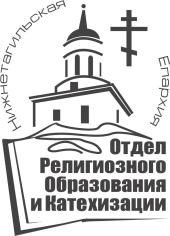 Нижнетагильская
Епархия
Отдел
Религиозного
Образования
и Катехизации